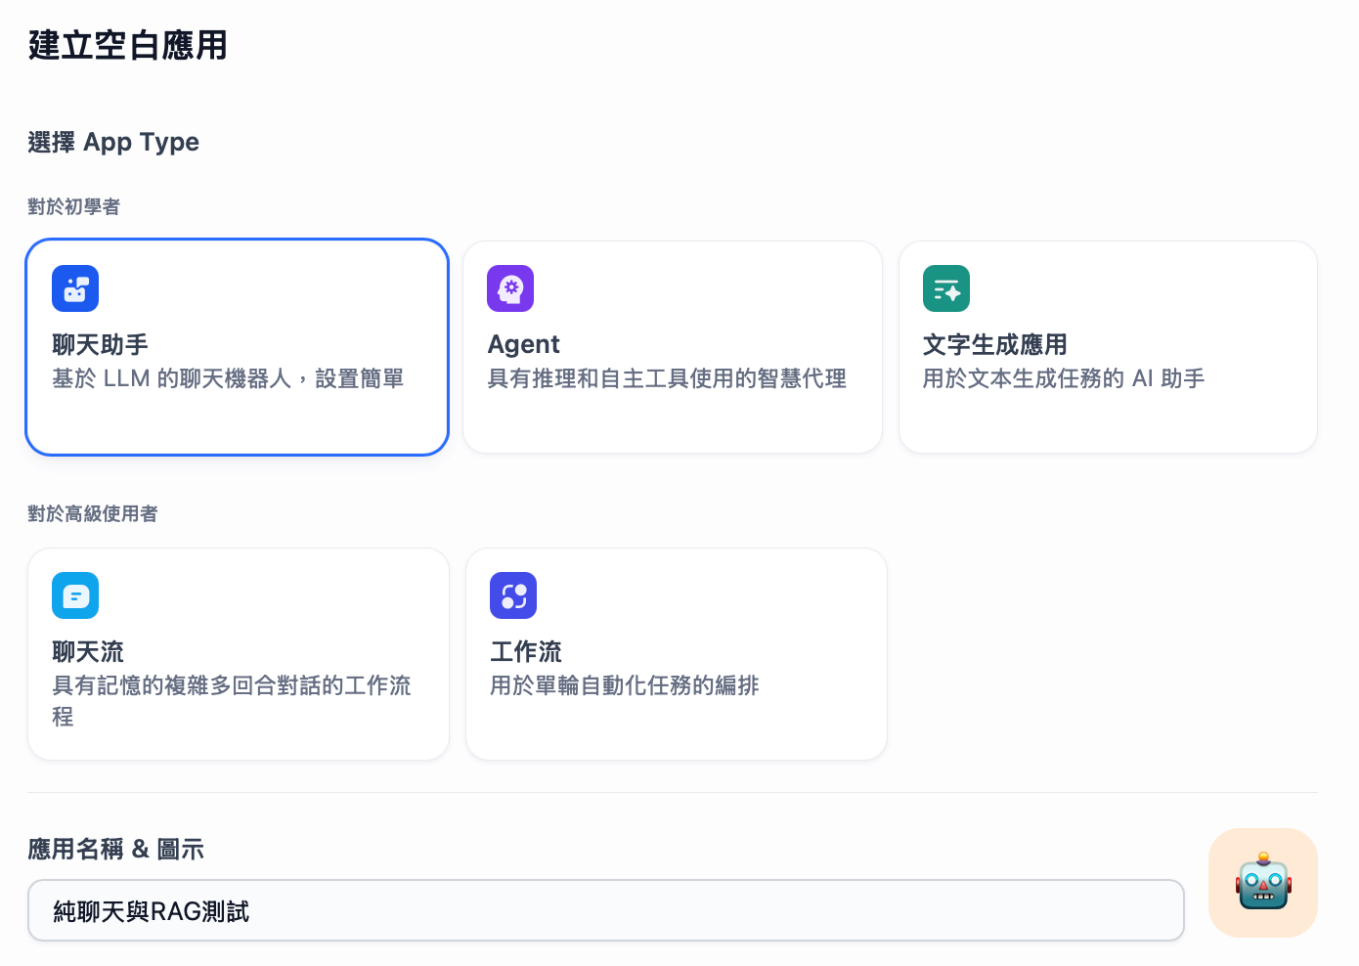 建立空白應用
選擇 App Type
對於初學者
聊天助手
基於 LLM 的聊天機器人，設置簡單
Agent
具有推理和自主工具使用的智慧代理
文字生成應用
用於文本生成任務的 AI 助手
對於高級使用者
聊天流
具有記憶的複雜多回合對話的工作流
程
工作流
用於單輪自動化任務的編排
應用名稱 & 圖示
純聊天與RAG測試